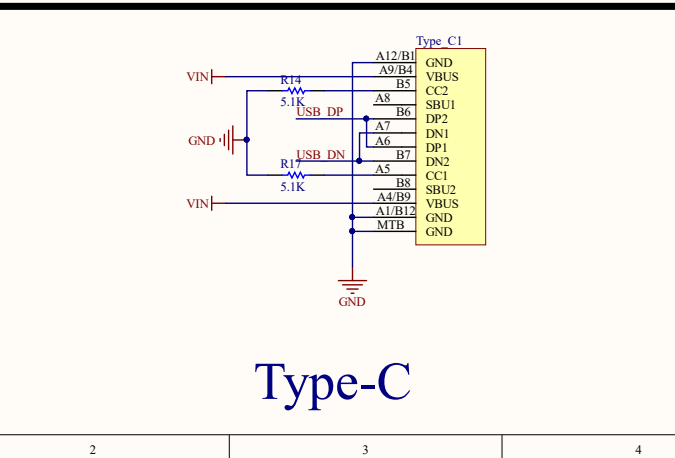 Type_C1
A12/B1 GND
VIN A9/B4 VBUS
R14 B5 CC2
5.1K A8 SBU1
USB_DP B6 DP2
A7 DN1
GND A6 DP1
USB_DN B7 DN2
R17 A5 CC1
5.1K B8 SBU2
VIN A4/B9 VBUS
A1/B12 GND
MTB GND
GND
Type-C
2 3 4